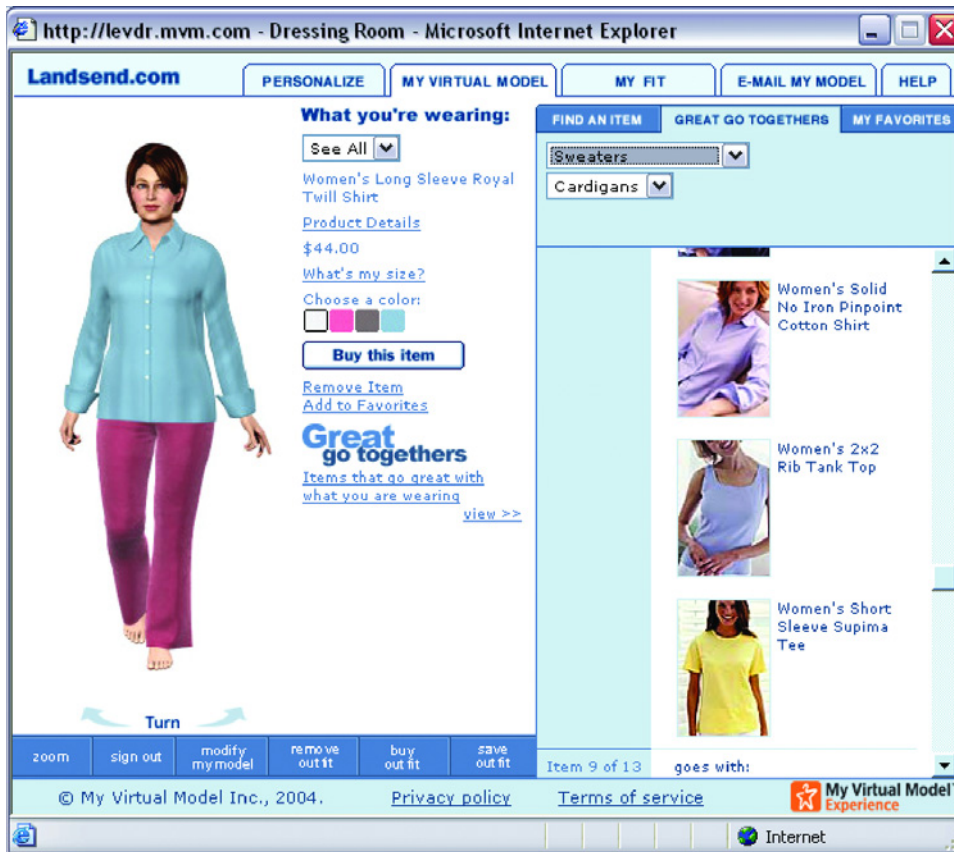 http://levdr.mvm.com - Dressing Room - Microsoft Internet Explorer
Landsend.com
PERSONALIZE
MY VIRTUAL MODEL
MY FIT
E-MAIL MY MODEL
HELP
What you're wearing:
See All
Women's Long Sleeve Royal
Twill Shirt
Product Details
$44.00
What's my size?
Choose a color:
Buy this item
Remove Item
Add to Favorites
Great
go togethers
Items that go great with
what you are wearing
view >>
FIND AN ITEM
GREAT GO TOGETHERS
MY FAVORITES
Sweaters
Cardigans
Women's Solid
No Iron Pinpoint
Cotton Shirt
Women's 2x2
Rib Tank Top
Women's Short
Sleeve Supima
Tee
Turn
zoom
sign out
modify
my model
remove
outfit
buy
outfit
save
outfit
Item 9 of 13
goes with:
© My Virtual Model Inc., 2004.
Privacy policy
Terms of service
My Virtual Model™
Experience
Internet